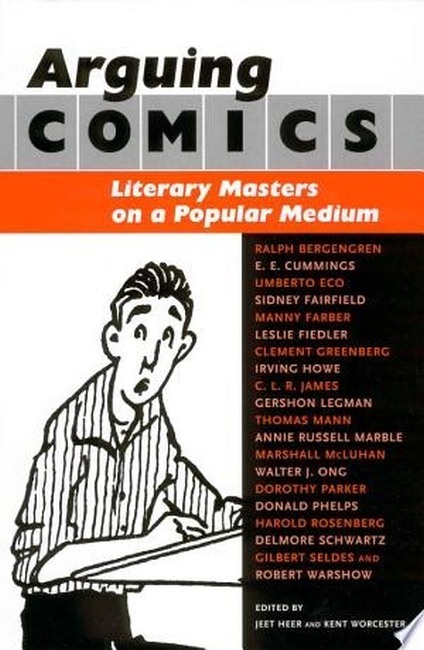 Arguing
COMICS
Literary Masters
on a Popular Medium
RALPH BERGENGREN
E. E. CUMMINGS
UMBERTO ECO
SIDNEY FAIRFIELD
MANNY FARBER
LESLIE FIEDLER
CLEMENT GREENBERG
IRVING HOWE
C. L. R. JAMES
GERSHON LEGMAN
THOMAS MANN
ANNIE RUSSELL MARBLE
MARSHALL McLUHAN
WALTER J. ONG
DOROTHY PARKER
DONALD PHELPS
HAROLD ROSENBERG
DELMORE SCHWARTZ
GILBERT SELDES AND
ROBERT WARSHOW
EDITED BY
JEET HEER AND KENT WORCESTER